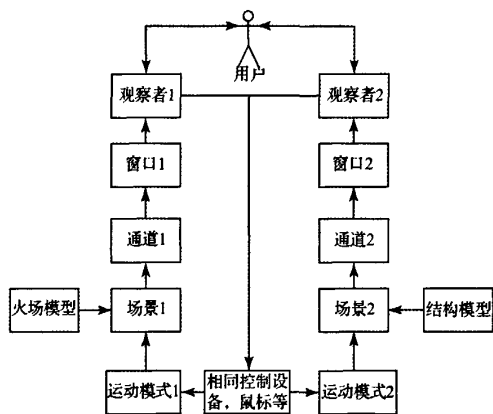 用户
观察者1
观察者2
窗口1
窗口2
通道1
通道2
火场模型
场景1
场景2
结构模型
运动模式1
相同控制设
备，鼠标等
运动模式2